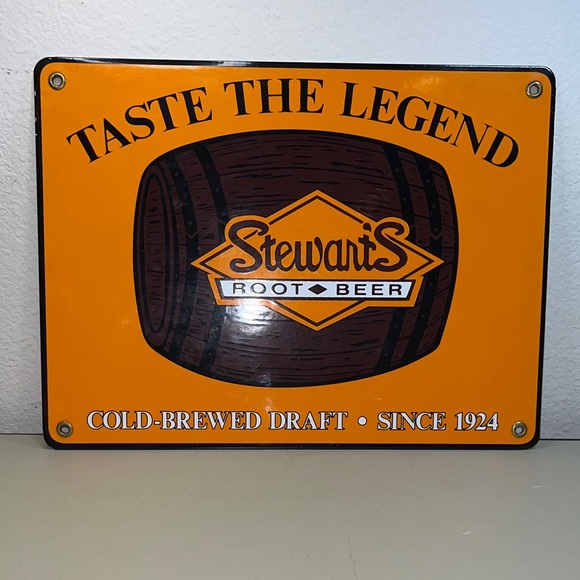 TASTE THE LEGEND
Stewart's
ROOT BEER
COLD-BREWED DRAFT • SINCE 1924